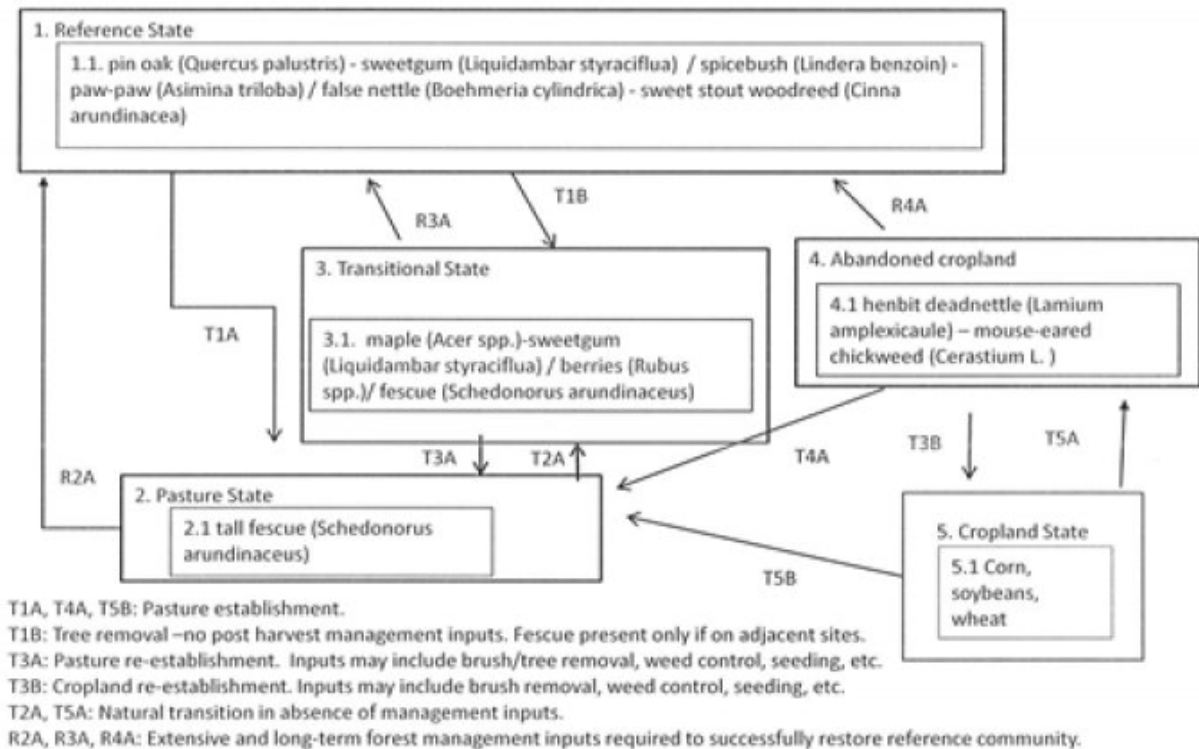 1. Reference State
1.1. pin oak (Quercus palustris) - sweetgum (Liquidambar styraciflua) / spicebush (Lindera benzoin) -
paw-paw (Asimina triloba) / false nettle (Boehmeria cylindrica) - sweet stout woodreed (Cinna
arundinacea)
T1A
R3A
T1B
R4A
3. Transitional State
3.1. maple (Acer spp.)-sweetgum
(Liquidambar styraciflua) / berries (Rubus
spp.)/ fescue (Schedonorus arundinaceus)
4. Abandoned cropland
4.1 henbit deadnettle (Lamium
amplexicaule) – mouse-eared
chickweed (Cerastium L. )
R2A
T3A
T2A
T4A
T3B
T5A
2. Pasture State
2.1 tall fescue (Schedonorus
arundinaceus)
T5B
5. Cropland State
5.1 Corn,
soybeans,
wheat
T1A, T4A, T5B: Pasture establishment.
T1B: Tree removal –no post harvest management inputs. Fescue present only if on adjacent sites.
T3A: Pasture re-establishment. Inputs may include brush/tree removal, weed control, seeding, etc.
T3B: Cropland re-establishment. Inputs may include brush removal, weed control, seeding, etc.
T2A, T5A: Natural transition in absence of management inputs.
R2A, R3A, R4A: Extensive and long-term forest management inputs required to successfully restore reference community.